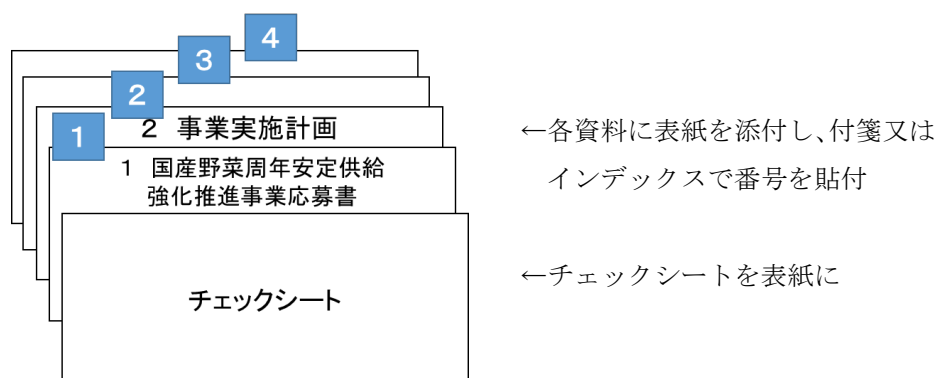 4
3
2
2 事業実施計画
1
1 国産野菜周年安定供給
強化推進事業応募書
チェックシート
←各資料に表紙を添付し、付箋又は
インデックスで番号を貼付
←チェックシートを表紙に